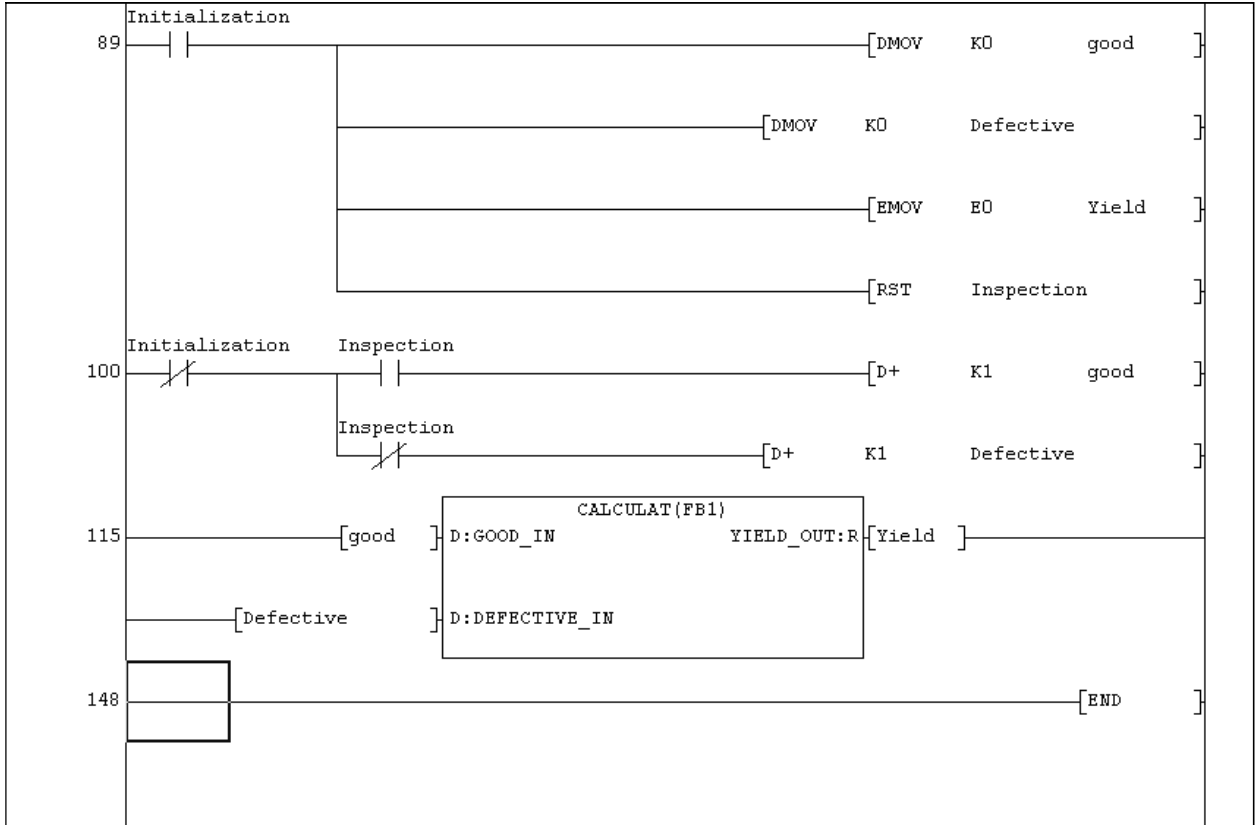 Initialization
89 [DMOV K0 good ]
[DMOV K0 Defective ]
[EMOV E0 Yield ]
[RST Inspection ]
Initialization Inspection
100 [D+ K1 good ]
Inspection
[D+ K1 Defective ]
CALCULAT(FB1)
115 [good ] D:GOOD_IN YIELD_OUT:R [Yield ]
[Defective ] D:DEFECTIVE_IN
148 [END ]